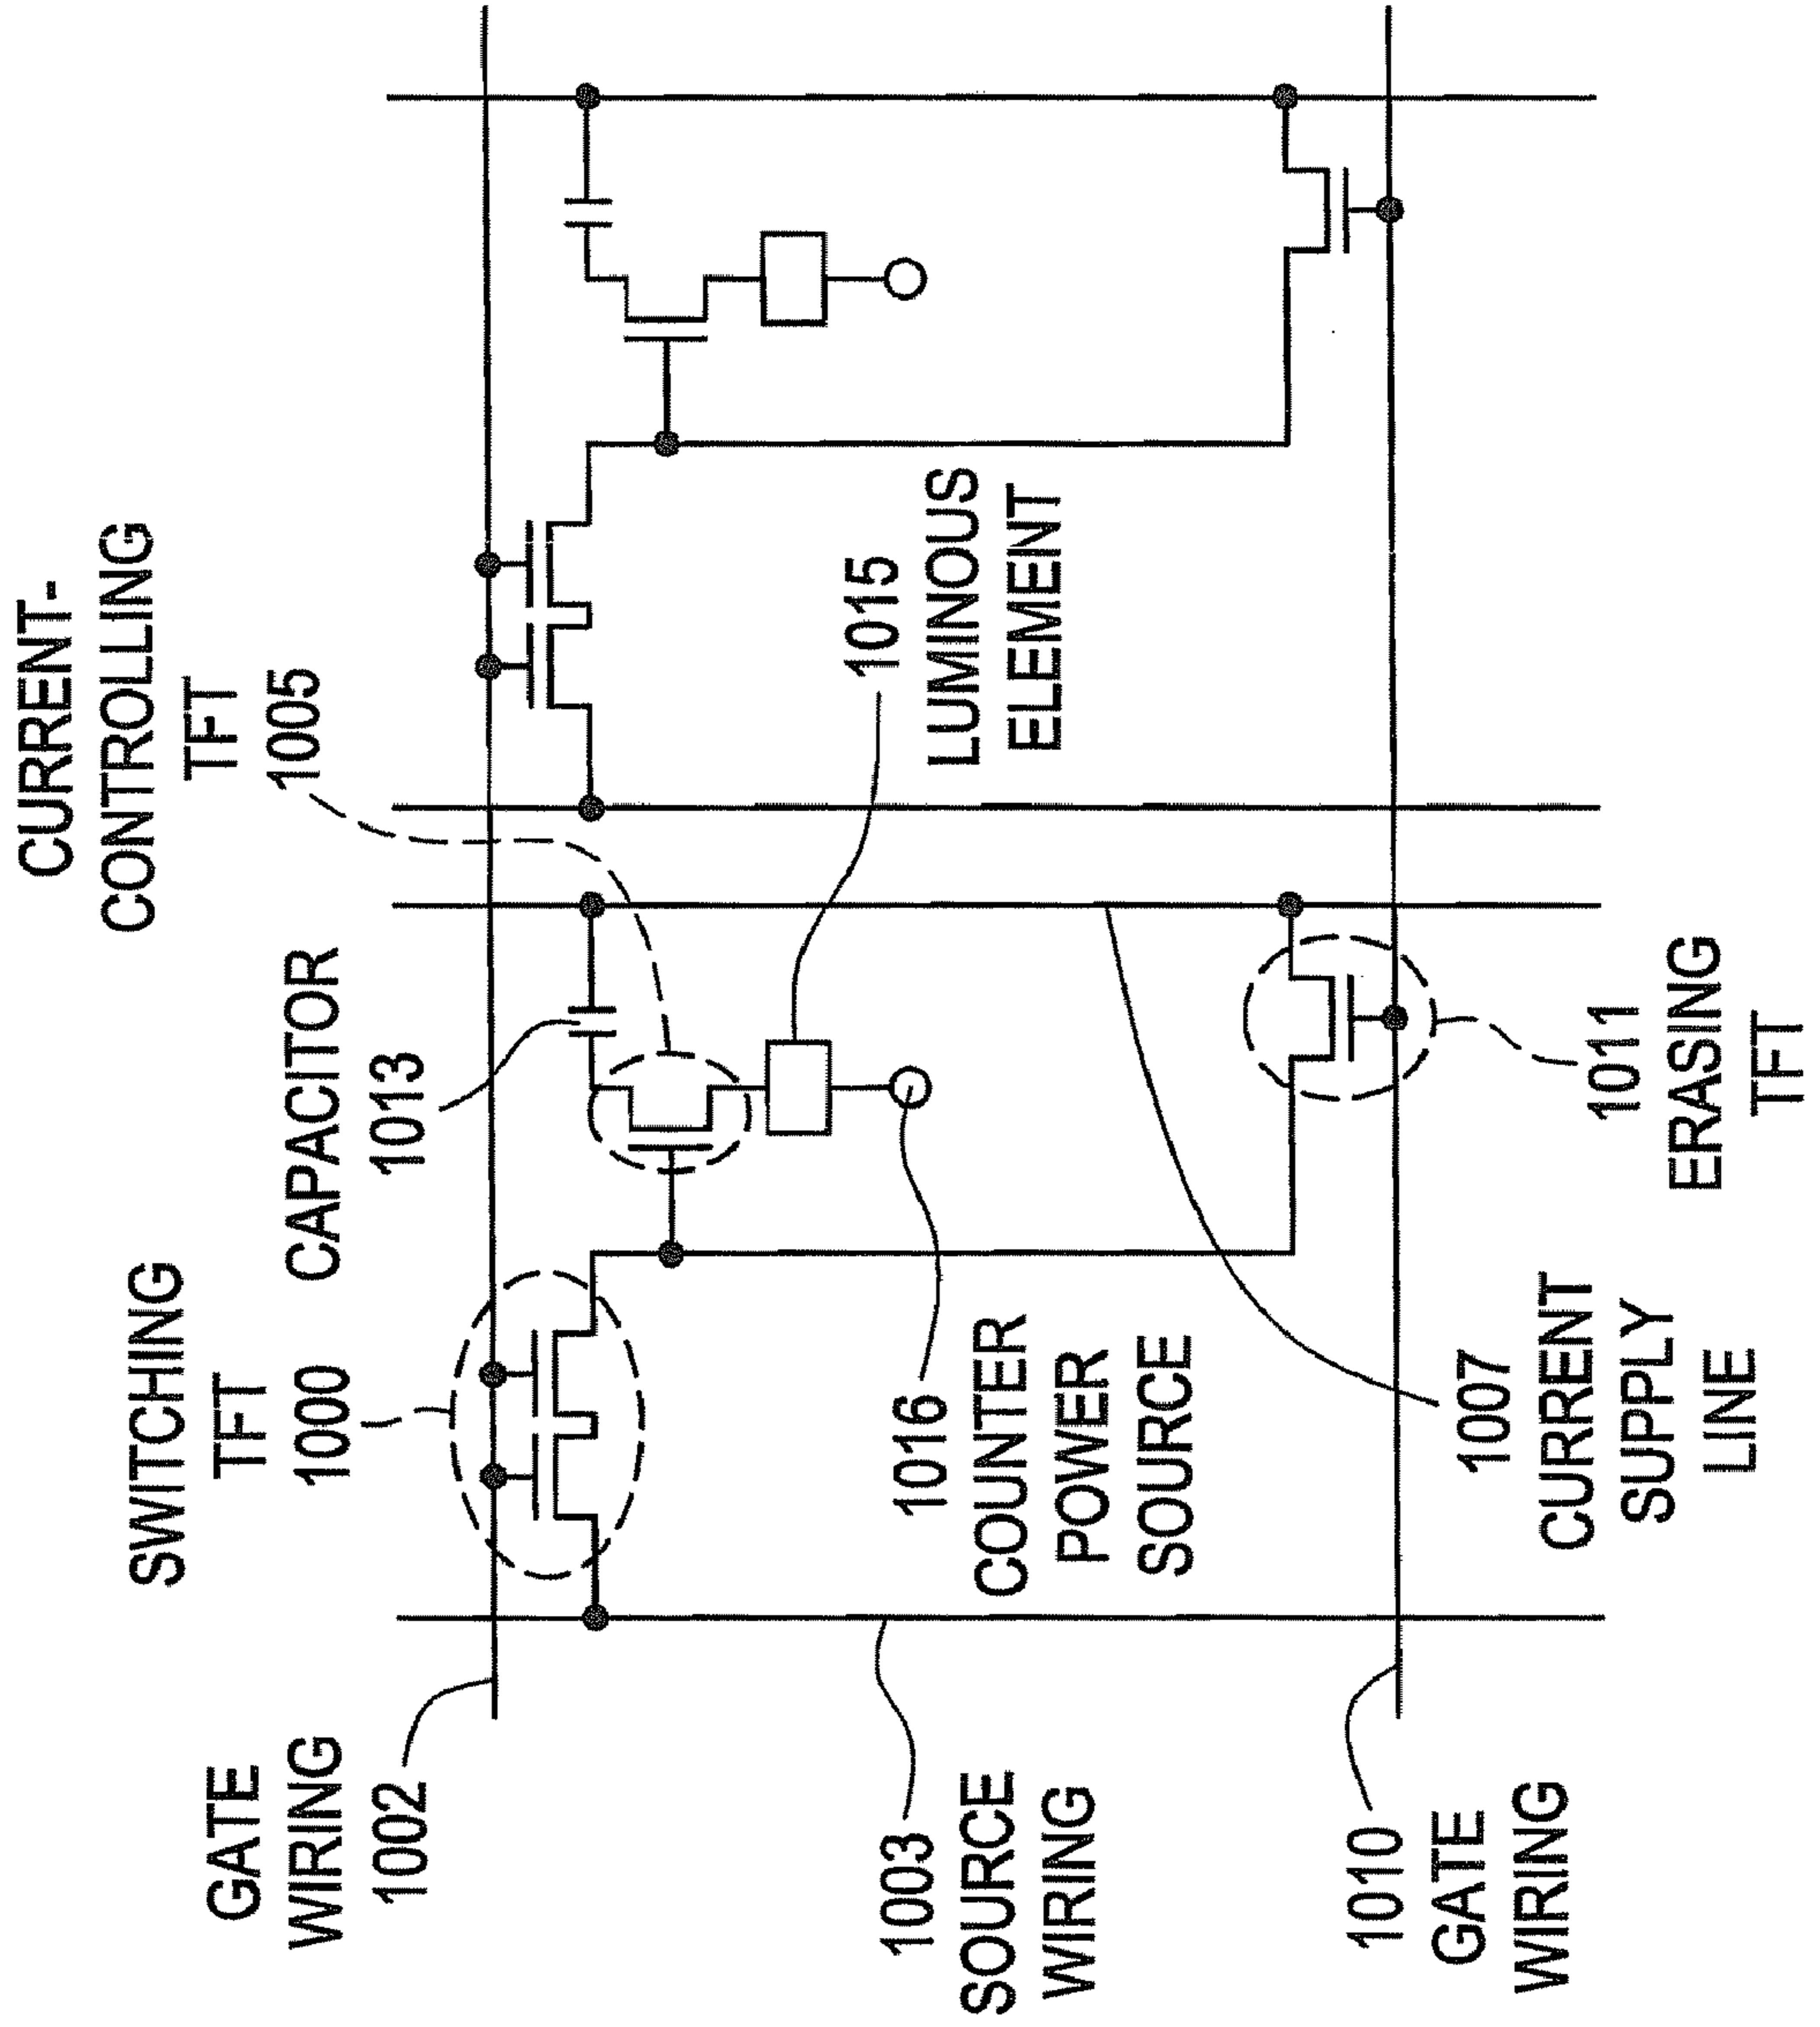 GATE
WIRING
1002
SWITCHING
TFT
1000
CAPACITOR
1013
CURRENT-
CONTROLLING
TFT
1005
1003
SOURCE
WIRING
1016
COUNTER
POWER
SOURCE
1015
LUMINOUS
ELEMENT
1010
GATE
WIRING
1007
CURRENT
SUPPLY
LINE
1011
ERASING
TFT